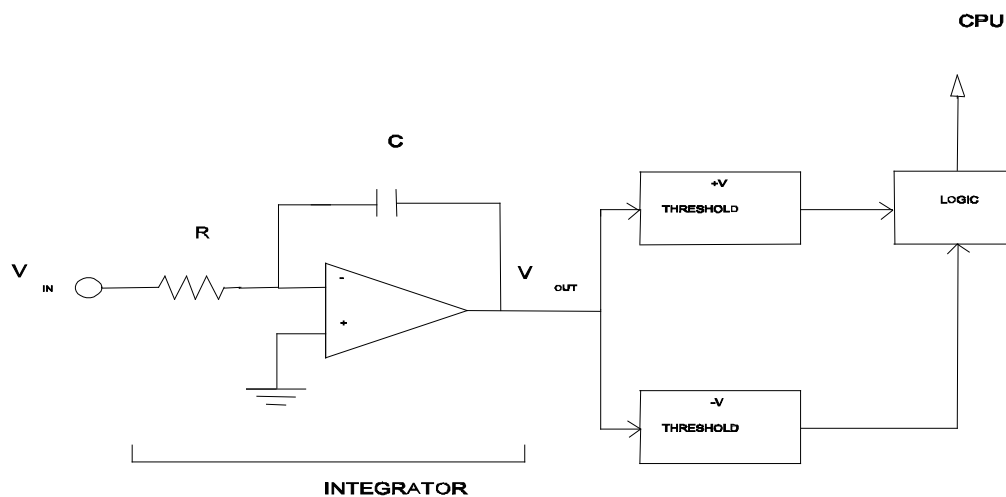 CPU
C
+V
THRESHOLD
LOGIC
R
V IN
-
+
V OUT
-V
THRESHOLD
INTEGRATOR